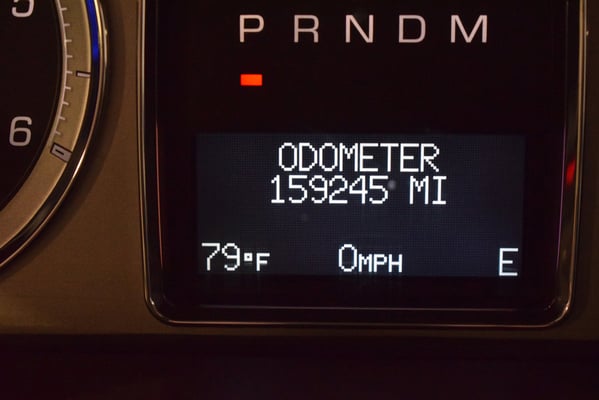 5
P R N D M
6
ODOMETER
159245 MI
79°F 0MPH E